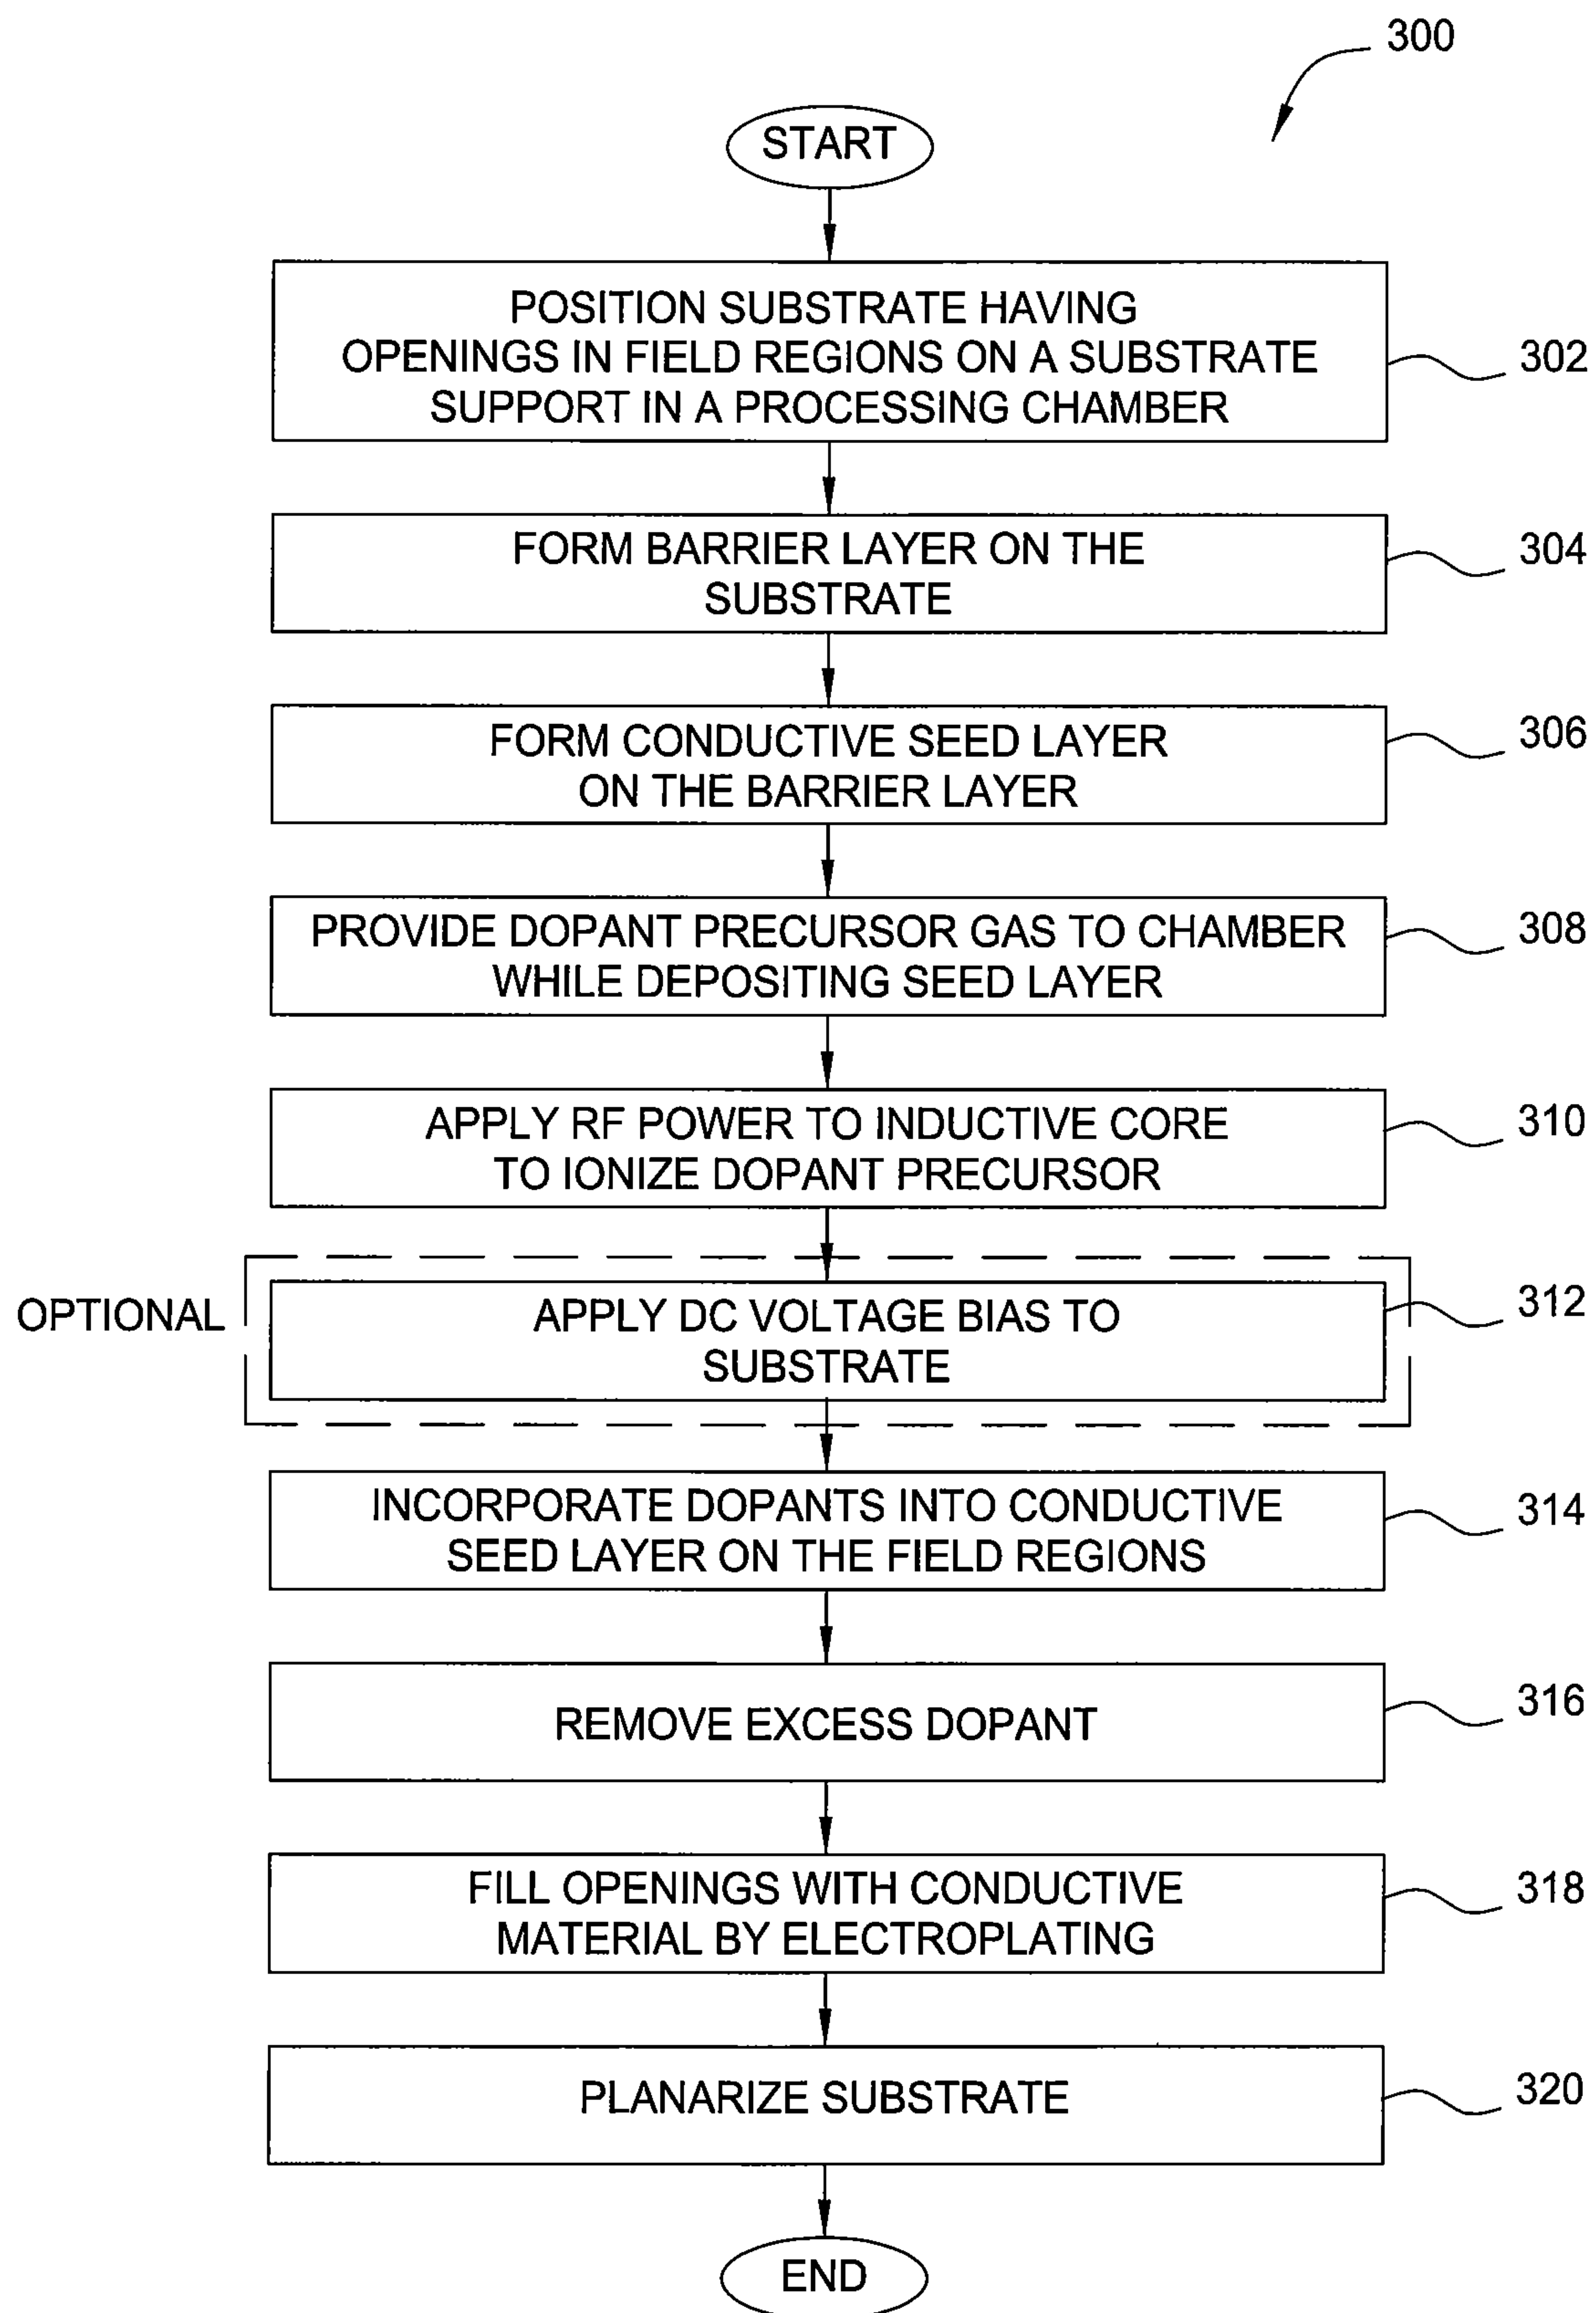 300
START
POSITION SUBSTRATE HAVING
OPENINGS IN FIELD REGIONS ON A SUBSTRATE
SUPPORT IN A PROCESSING CHAMBER
302
FORM BARRIER LAYER ON THE
SUBSTRATE
304
FORM CONDUCTIVE SEED LAYER
ON THE BARRIER LAYER
306
PROVIDE DOPANT PRECURSOR GAS TO CHAMBER
WHILE DEPOSITING SEED LAYER
308
APPLY RF POWER TO INDUCTIVE CORE
TO IONIZE DOPANT PRECURSOR
310
OPTIONAL
APPLY DC VOLTAGE BIAS TO
SUBSTRATE
312
INCORPORATE DOPANTS INTO CONDUCTIVE
SEED LAYER ON THE FIELD REGIONS
314
REMOVE EXCESS DOPANT
316
FILL OPENINGS WITH CONDUCTIVE
MATERIAL BY ELECTROPLATING
318
PLANARIZE SUBSTRATE
320
END